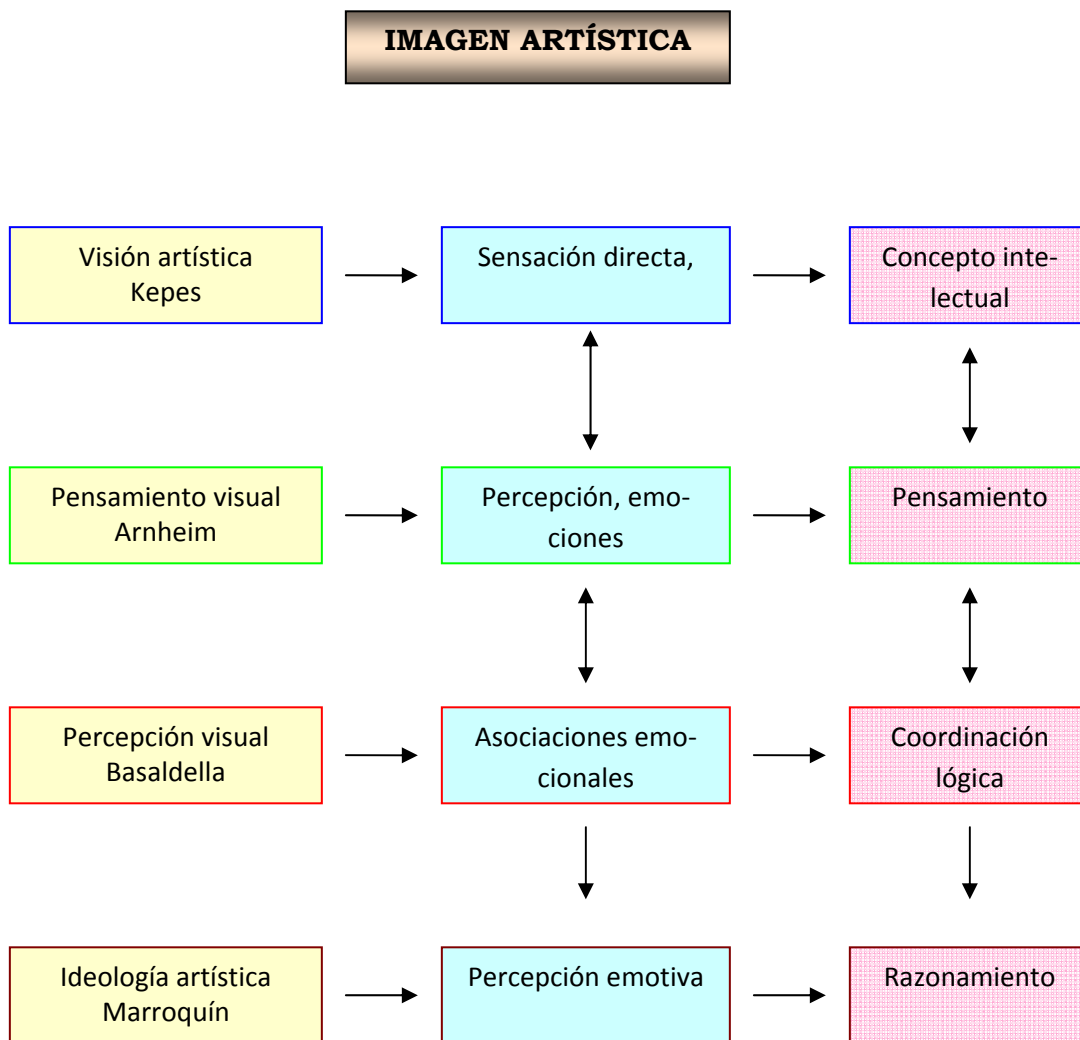 IMAGEN ARTÍSTICA
Visión artística
Kepes
Sensación directa,
Concepto inte-
lectual
Pensamiento visual
Arnheim
Percepción, emo-
ciones
Pensamiento
Percepción visual
Basaldella
Asociaciones emo-
cionales
Coordinación
lógica
Ideología artística
Marroquín
Percepción emotiva
Razonamiento